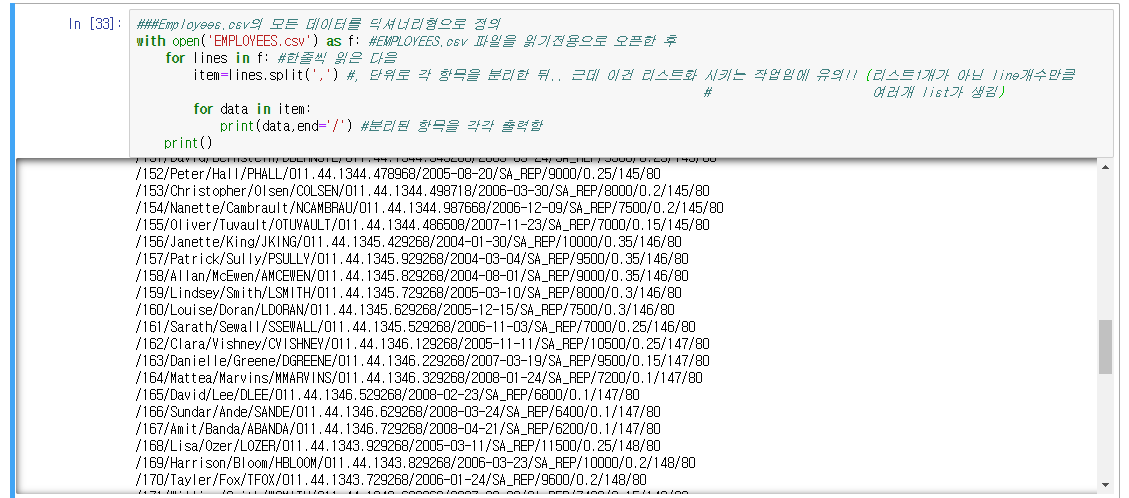 In [33]:
###Employees.csv의 모든 데이터를 딕셔너리형으로 정의
with open('EMPLOYEES.csv') as f: #EMPLOYEES.csv 파일을 읽기전용으로 오픈한 후
for lines in f: #한줄씩 읽은 다음
item=lines.split(',') #, 단위로 각 항목을 분리한 뒤.. 근데 이건 리스트화 시키는 작업임에 유의!! (리스트1개가 아닌 line개수만큼
# 여러개 list가 생김)
for data in item:
print(data,end='/') #분리된 항목을 각각 출력함
print()
/152/Peter/Hall/PHALL/011.44.1344.478968/2005-08-20/SA_REP/9000/0.25/145/80
/153/Christopher/Olsen/COLSEN/011.44.1344.498718/2006-03-30/SA_REP/8000/0.2/145/80
/154/Nanette/Cambrault/NCAMBRAU/011.44.1344.987668/2006-12-09/SA_REP/7500/0.2/145/80
/155/Oliver/Tuvault/OTUVAULT/011.44.1344.486508/2007-11-23/SA_REP/7000/0.15/145/80
/156/Janette/King/JKING/011.44.1345.429268/2004-01-30/SA_REP/10000/0.35/146/80
/157/Patrick/Sully/PSULLY/011.44.1345.929268/2004-03-04/SA_REP/9500/0.35/146/80
/158/Allan/McEwen/AMCEWEN/011.44.1345.829268/2004-08-01/SA_REP/9000/0.35/146/80
/159/Lindsey/Smith/LSMITH/011.44.1345.729268/2005-03-10/SA_REP/8000/0.3/146/80
/160/Louise/Doran/LDORAN/011.44.1345.629268/2005-12-15/SA_REP/7500/0.3/146/80
/161/Sarath/Sewall/SSEWALL/011.44.1345.529268/2006-11-03/SA_REP/7000/0.25/146/80
/162/Clara/Vishney/CVISHNEY/011.44.1346.129268/2005-11-11/SA_REP/10500/0.25/147/80
/163/Danielle/Greene/DGREENE/011.44.1346.229268/2007-03-19/SA_REP/9500/0.15/147/80
/164/Mattea/Marvins/MMARVINS/011.44.1346.329268/2008-01-24/SA_REP/7200/0.1/147/80
/165/David/Lee/DLEE/011.44.1346.529268/2008-02-23/SA_REP/6800/0.1/147/80
/166/Sundar/Ande/SANDE/011.44.1346.629268/2008-03-24/SA_REP/6400/0.1/147/80
/167/Amit/Banda/ABANDA/011.44.1346.729268/2008-04-21/SA_REP/6200/0.1/147/80
/168/Lisa/Ozer/LOZER/011.44.1343.929268/2005-03-11/SA_REP/11500/0.25/148/80
/169/Harrison/Bloom/HBLOOM/011.44.1343.829268/2006-03-23/SA_REP/10000/0.2/148/80
/170/Tayler/Fox/TFOX/011.44.1343.729268/2006-01-24/SA_REP/9600/0.2/148/80